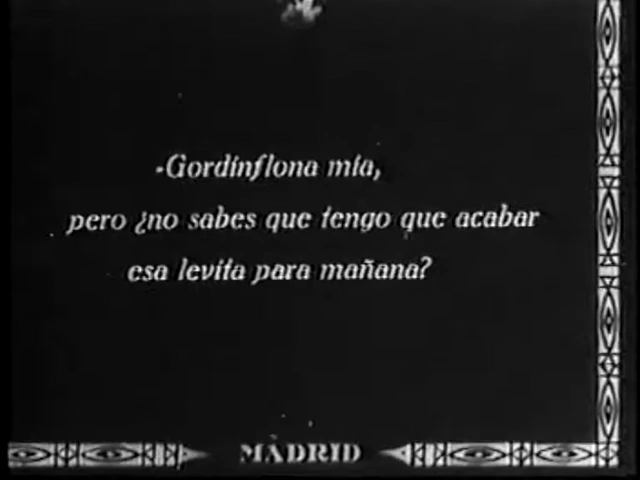 -Gordinflona mía,
pero ¿no sabes que tengo que acabar
esa levita para mañana?
MADRID